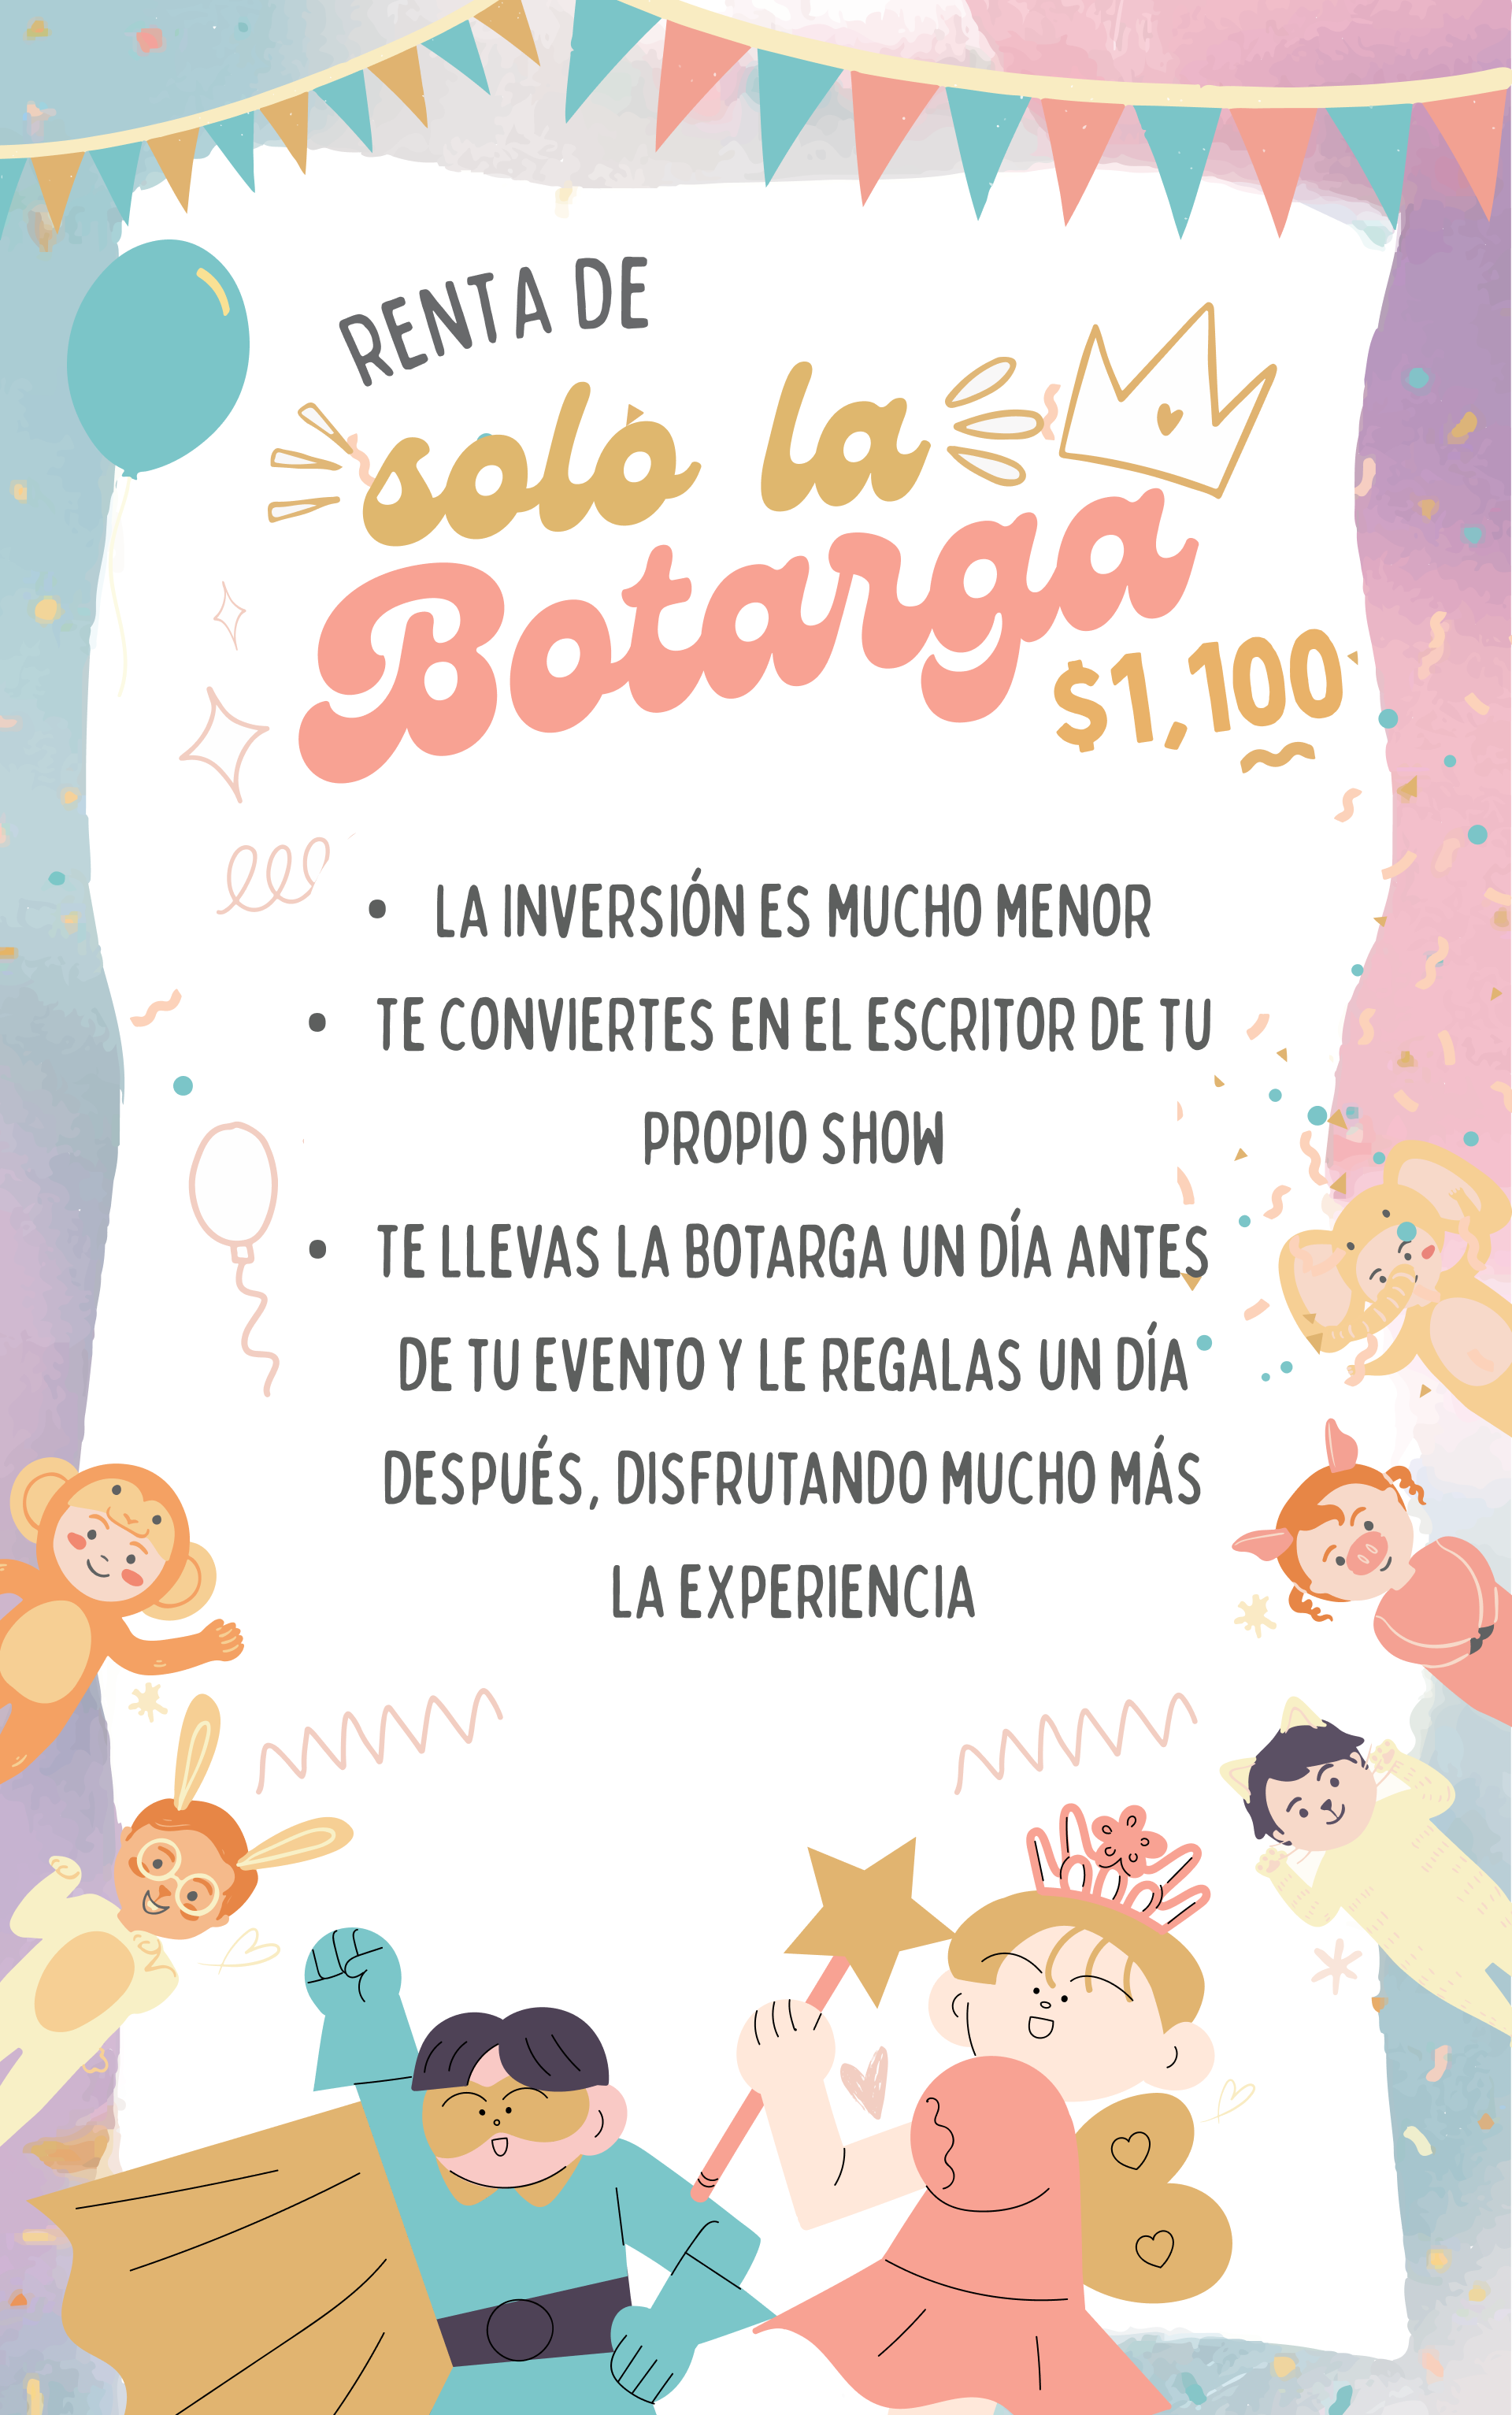 RENTA DE
solo la
Botarga
$1,100
• LA INVERSIÓN ES MUCHO MENOR
• TE CONVIERTES EN EL ESCRITOR DE TU
PROPIO SHOW
• TE LLEVAS LA BOTARGA UN DÍA ANTES
DE TU EVENTO Y LE REGALAS UN DÍA
DESPUÉS, DISFRUTANDO MUCHO MÁS
LA EXPERIENCIA